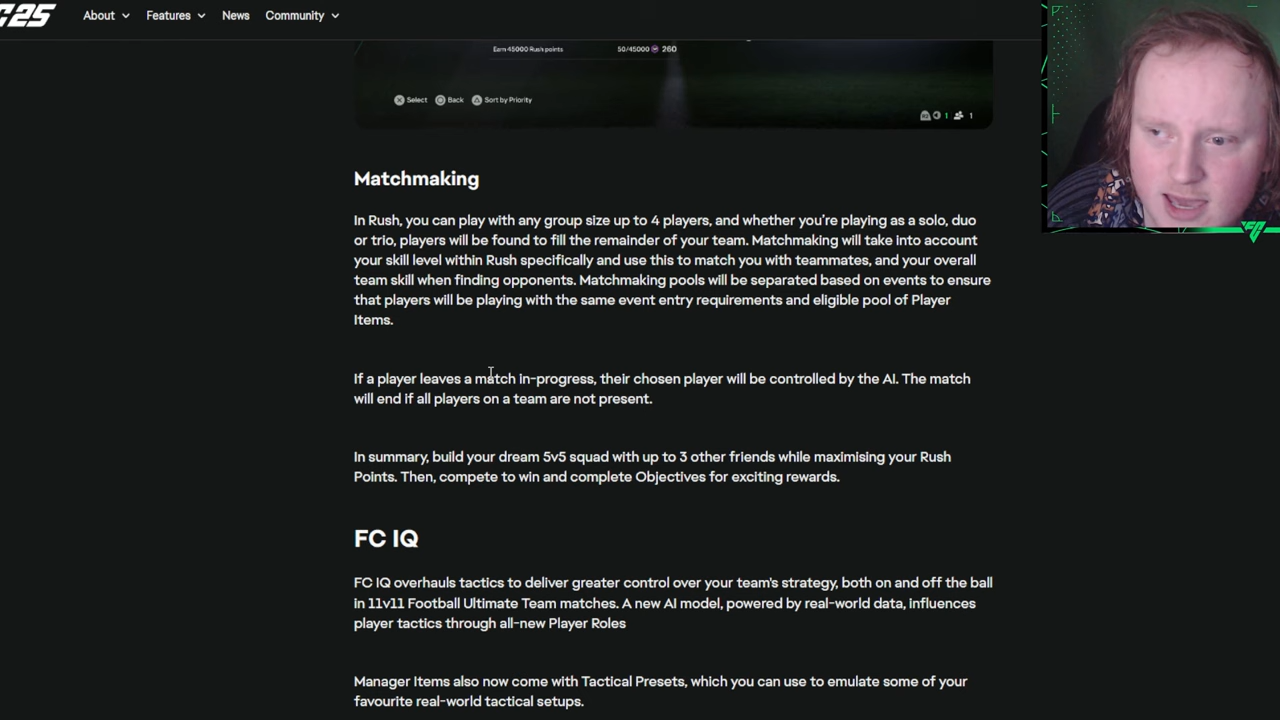 C25 About Features News Community
Earn 45000 Rush points 50/45000 260
Select Back Sort by Priority
1 1
Matchmaking
In Rush, you can play with any group size up to 4 players, and whether you're playing as a solo, duo
or trio, players will be found to fill the remainder of your team. Matchmaking will take into account
your skill level within Rush specifically and use this to match you with teammates, and your overall
team skill when finding opponents. Matchmaking pools will be separated based on events to ensure
that players will be playing with the same event entry requirements and eligible pool of Player
Items.
If a player leaves a match in-progress, their chosen player will be controlled by the AI. The match
will end if all players on a team are not present.
In summary, build your dream 5v5 squad with up to 3 other friends while maximising your Rush
Points. Then, compete to win and complete Objectives for exciting rewards.
FC IQ
FC IQ overhauls tactics to deliver greater control over your team's strategy, both on and off the ball
in 11v11 Football Ultimate Team matches. A new AI model, powered by real-world data, influences
player tactics through all-new Player Roles
Manager Items also now come with Tactical Presets, which you can use to emulate some of your
favourite real-world tactical setups.